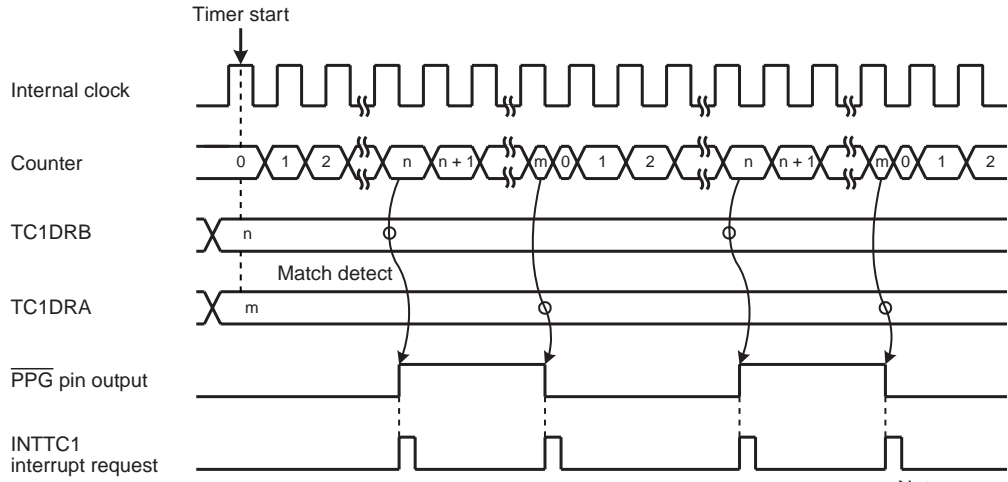 Timer start
Internal clock
Counter
0 1 2 n n + 1 m 0 1 2 n n + 1 m 0 1 2
TC1DRB
n
Match detect
TC1DRA
m
PPG pin output
INTTC1
interrupt request